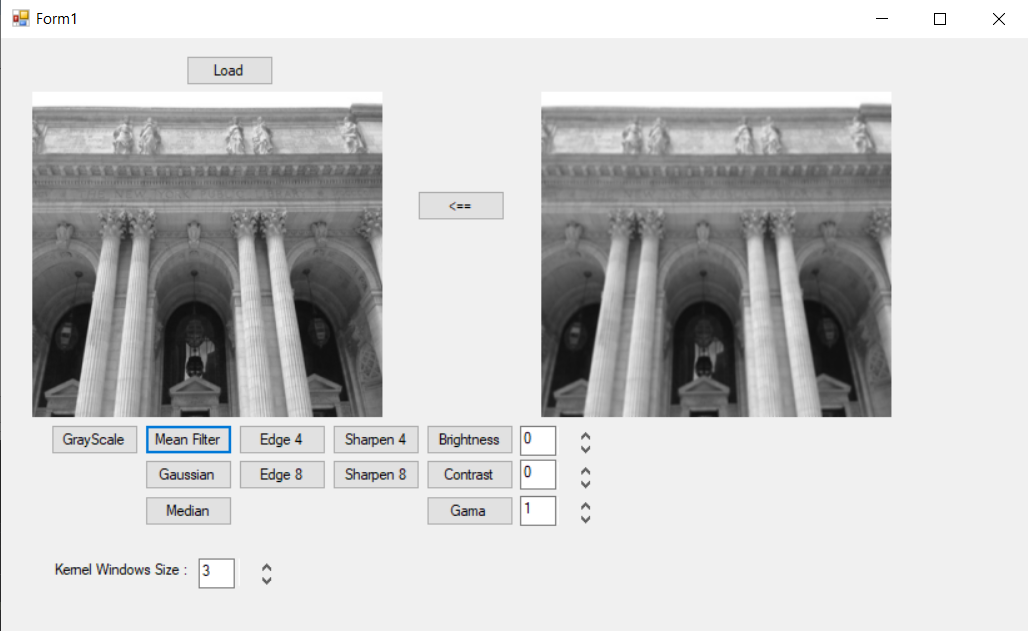 Form1
Load
<==
GrayScale Mean Filter Edge 4 Sharpen 4 Brightness 0
Gaussian Edge 8 Sharpen 8 Contrast 0
Median Gama 1
Kernel Windows Size : 3